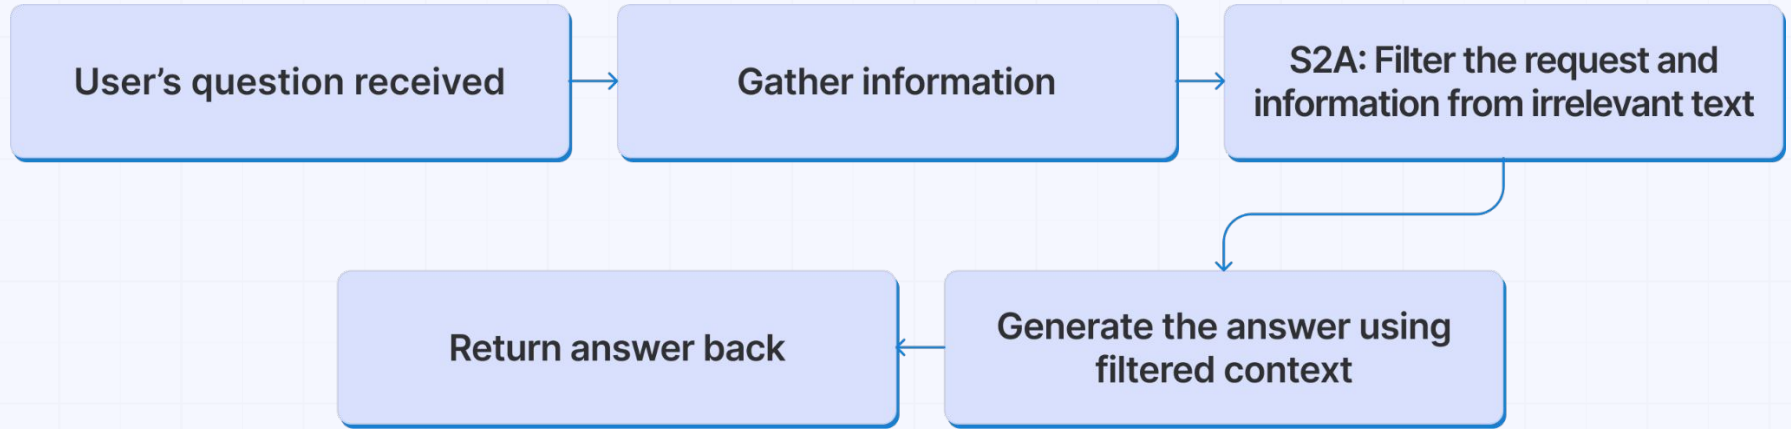 User’s question received
Gather information
S2A: Filter the request and
information from irrelevant text
Generate the answer using
filtered context
Return answer back